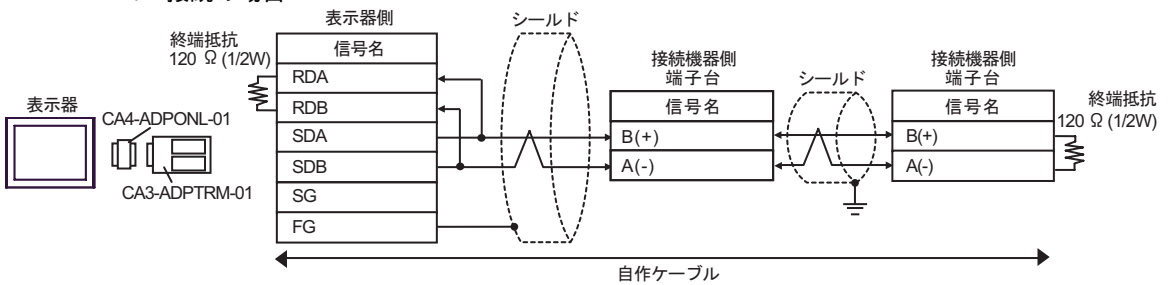 表示器側
シールド
終端抵抗
120 Ω (1/2W)
信号名
RDA
RDB
SDA
SDB
SG
FG
表示器
CA4-ADPONL-01
CA3-ADPTRM-01
接続機器側
端子台
信号名
B(+)
A(-)
シールド
接続機器側
端子台
信号名
B(+)
A(-)
終端抵抗
120 Ω (1/2W)
自作ケーブル